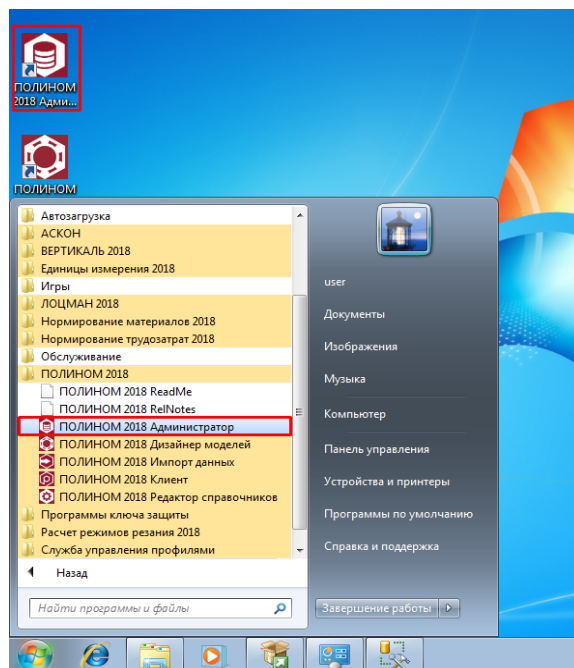 ПОЛИНОМ
2018 Адми...
ПОЛИНОМ
Автозагрузка
АСКОН
ВЕРТИКАЛЬ 2018
Единицы измерения 2018
Игры
ЛОЦМАН 2018
Нормирование материалов 2018
Нормирование трудозатрат 2018
Обслуживание
ПОЛИНОМ 2018
ПОЛИНОМ 2018 ReadMe
ПОЛИНОМ 2018 RelNotes
ПОЛИНОМ 2018 Администратор
ПОЛИНОМ 2018 Дизайнер моделей
ПОЛИНОМ 2018 Импорт данных
ПОЛИНОМ 2018 Клиент
ПОЛИНОМ 2018 Редактор справочников
Программы ключа защиты
Расчет режимов резания 2018
Служба управления профилями
Назад
Найти программы и файлы
user
Документы
Изображения
Музыка
Компьютер
Панель управления
Устройства и принтеры
Программы по умолчанию
Справка и поддержка
Завершение работы